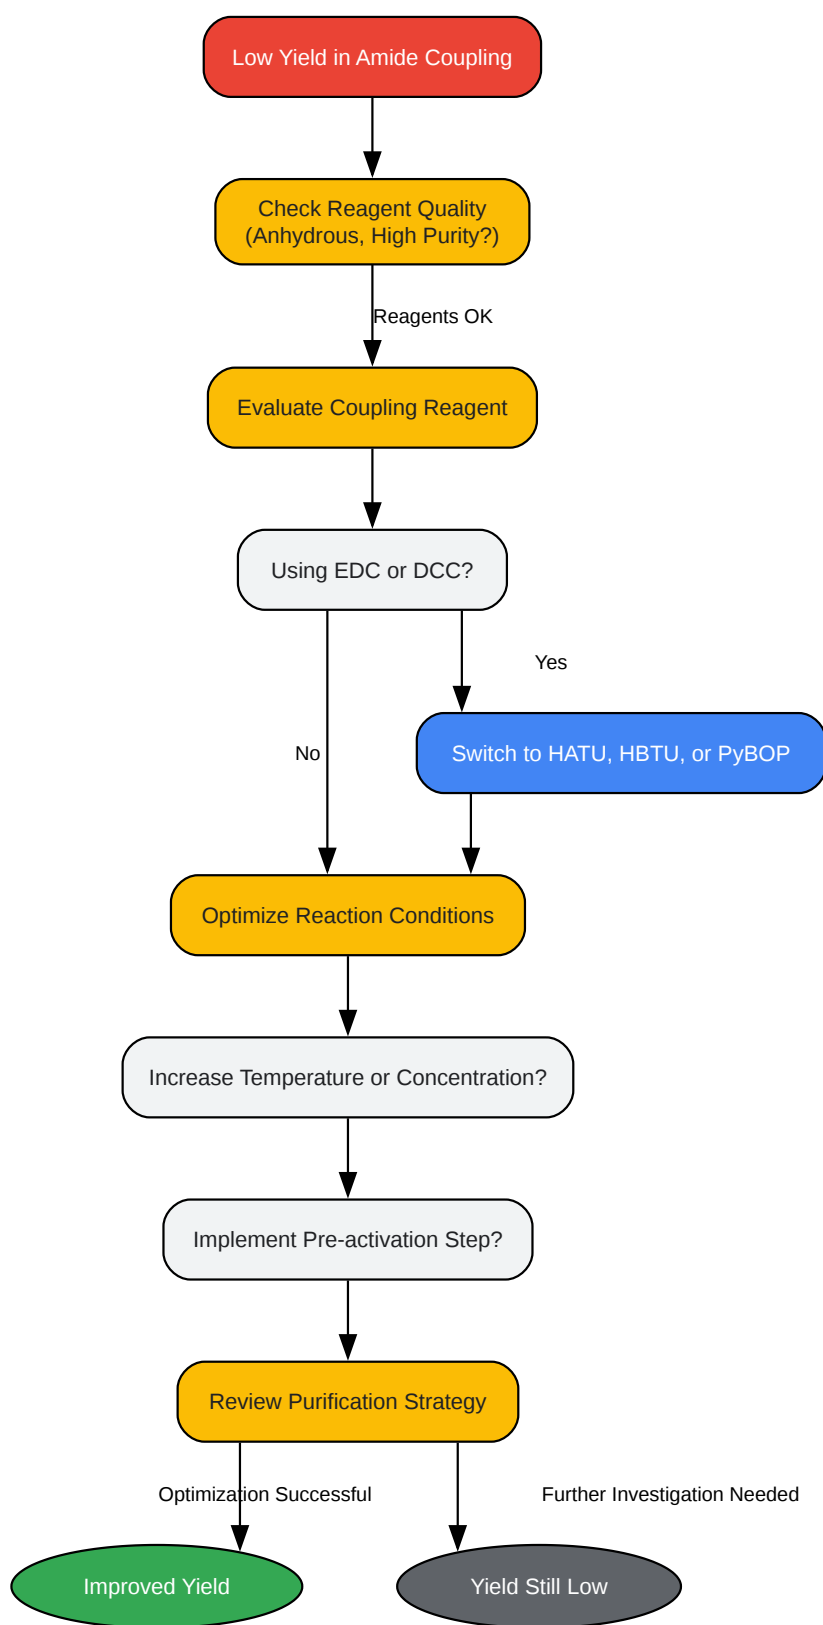 Low Yield in Amide Coupling
Check Reagent Quality
(Anhydrous, High Purity?)
Reagents OK
Evaluate Coupling Reagent
Using EDC or DCC?
Yes
No
Switch to HATU, HBTU, or PyBOP
Optimize Reaction Conditions
Increase Temperature or Concentration?
Implement Pre-activation Step?
Review Purification Strategy
Optimization Successful
Further Investigation Needed
Improved Yield
Yield Still Low